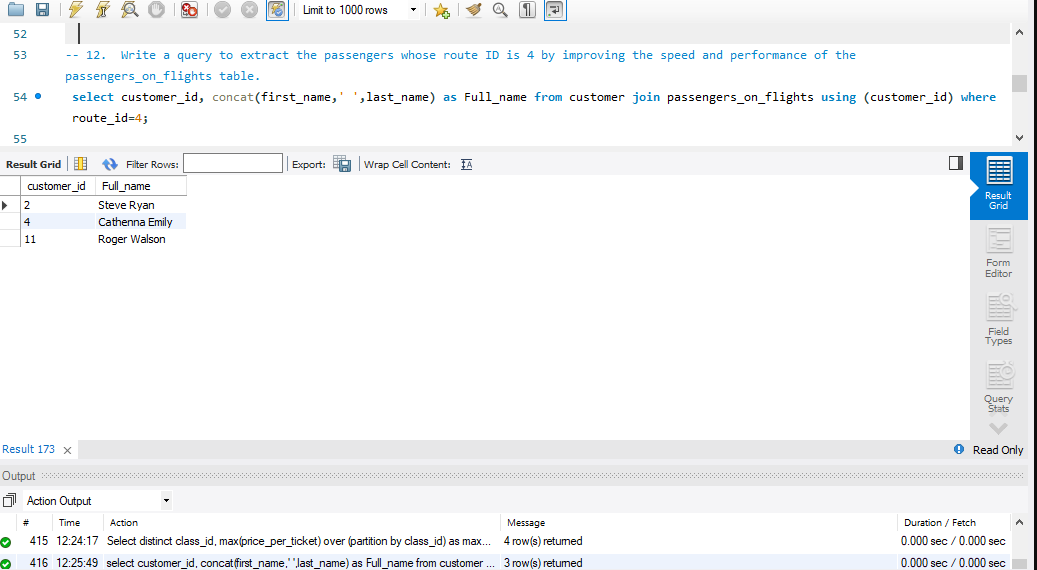 Limit to 1000 rows
52
53 -- 12. Write a query to extract the passengers whose route ID is 4 by improving the speed and performance of the
passengers_on_flights table.
54 select customer_id, concat(first_name,' ',last_name) as Full_name from customer join passengers_on_flights using (customer_id) where
route_id=4;
55
Result Grid Filter Rows: Export: Wrap Cell Content: IA
customer_id Full_name
2 Steve Ryan
4 Cathenna Emily
11 Roger Walson
Result
Grid
Form
Editor
Field
Types
Query
Stats
Result 173 Read Only
Output
Action Output
# Time Action Message Duration / Fetch
415 12:24:17 Select distinct class_id, max(price_per_ticket) over (partition by class_id) as max... 4 row(s) returned 0.000 sec / 0.000 sec
416 12:25:49 select customer_id, concat(first_name,' ',last_name) as Full_name from customer ... 3 row(s) returned 0.000 sec / 0.000 sec